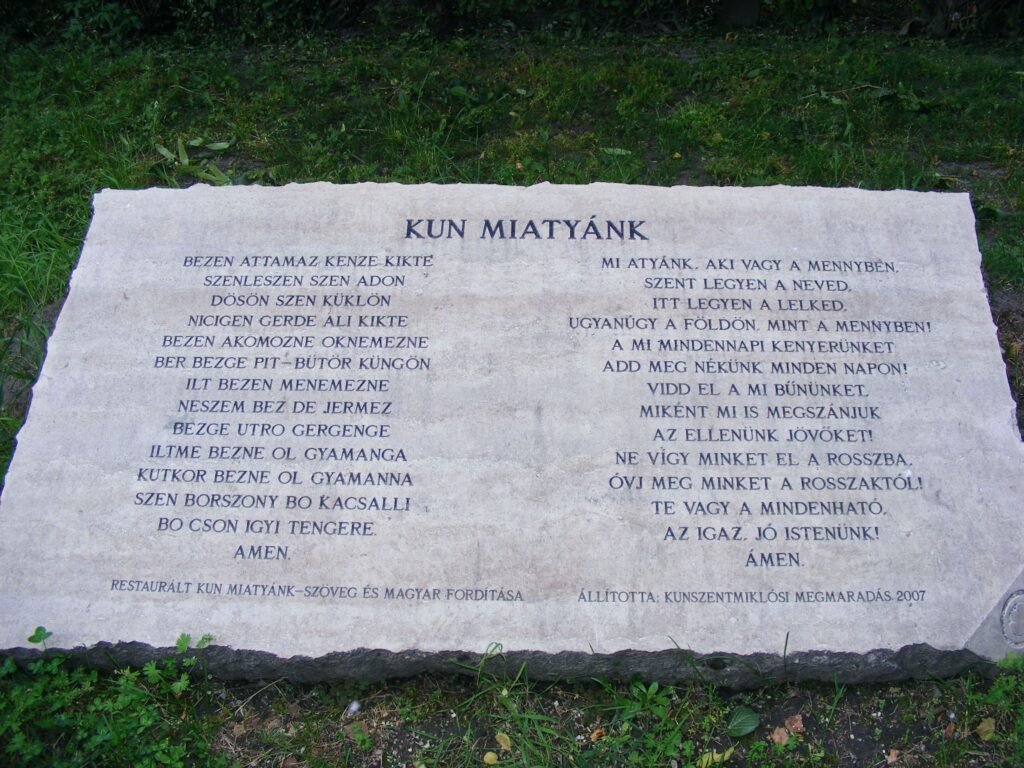 KUN MIATYÁNK
BEZEN ATTAMAZ KENZE KIKTE
SZENLESZEN SZEN ADON
DÖSÖN SZEN KÜKLÖN
NICIGEN GERDE ALI KIKTE
BEZEN AKOMOZNE OKNEMEZNE
BER BEZGE PIT–BÜTÖR KÜNGÖN
ILT BEZEN MENEMEZNE
NESZEM BEZ DE JERMEZ
BEZGE UTRO GERGENGE
ILTME BEZNE OL GYAMANGA
KUTKOR BEZNE OL GYAMANNA
SZEN BORSZONY BO KACSALLI
BO CSON IGYI TENGERE.
AMEN.
MI ATYÁNK, AKI VAGY A MENNYBEN,
SZENT LEGYEN A NEVED,
ITT LEGYEN A LELKED,
UGYANÚGY A FÖLDÖN, MINT A MENNYBEN!
A MI MINDENNAPI KENYERÜNKET
ADD MEG NÉKÜNK MINDEN NAPON!
VIDD EL A MI BŰNÜNKET,
MIKÉNT MI IS MEGSZÁNJUK
AZ ELLENÜNK JÖVŐKET!
NE VÍGY MINKET EL A ROSSZBA,
ÓVJ MEG MINKET A ROSSZAKTÓL!
TE VAGY A MINDENHATÓ,
AZ IGAZ, JÓ ISTENÜNK!
ÁMEN.
RESTAURÁLT KUN MIATYÁNK–SZÖVEG ÉS MAGYAR FORDÍTÁSA
ÁLLÍTOTTA: KUNSZENTMIKLÓSI MEGMARADÁS 2007